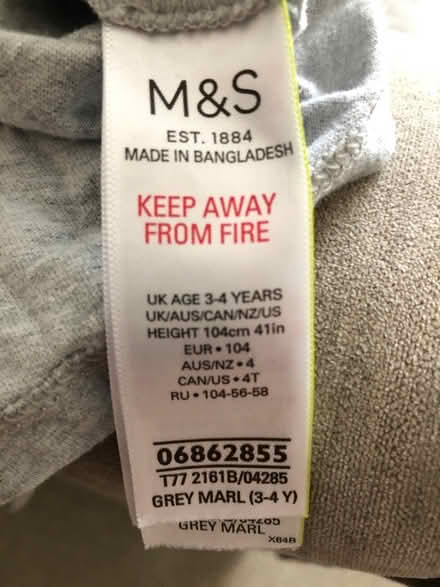 M&S
EST. 1884
MADE IN BANGLADESH
KEEP AWAY
FROM FIRE
UK AGE 3-4 YEARS
UK/AUS/CAN/NZ/US
HEIGHT 104cm 41in
EUR • 104
AUS/NZ • 4
CAN/US • 4T
RU • 104-56-58
06862855
T77 2161B/04285
GREY MARL (3-4 Y)
GREY MARL
X64B